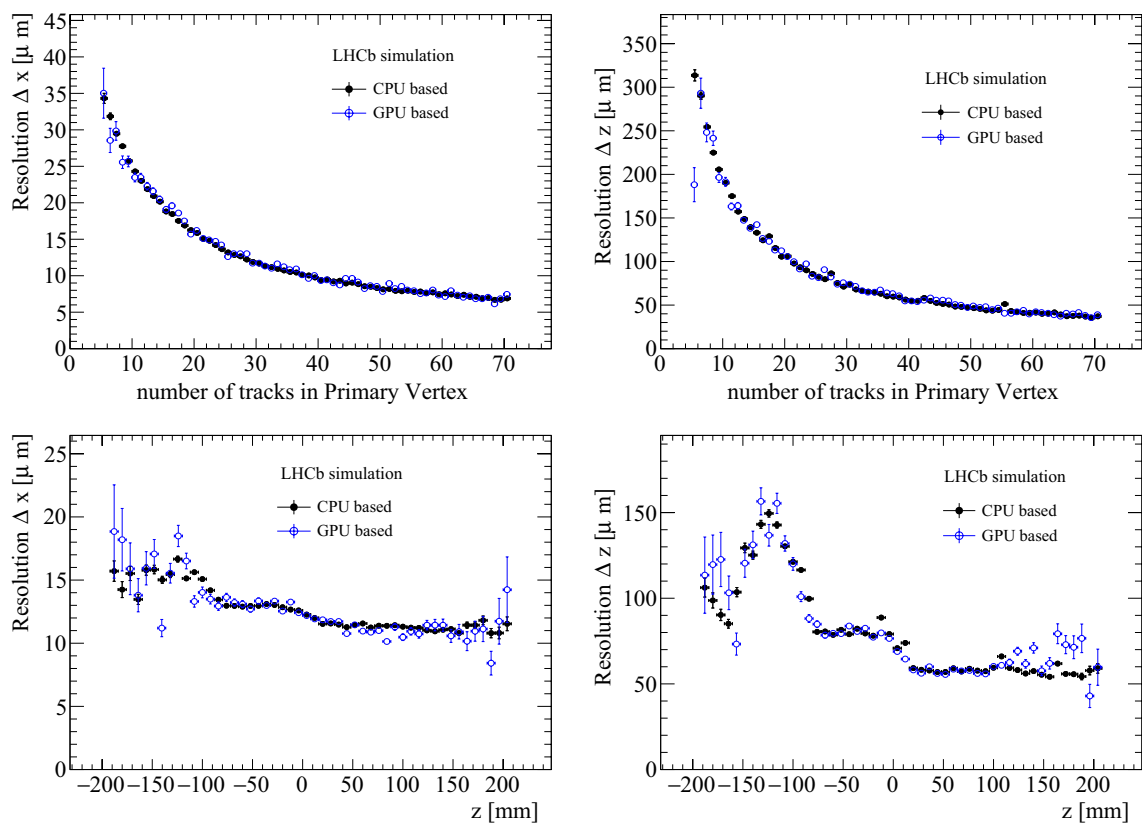 Resolution Δ x [μ m]
45
40
35
30
25
20
15
10
5
0
LHCb simulation
CPU based
GPU based
0 10 20 30 40 50 60 70
number of tracks in Primary Vertex
Resolution Δ z [μ m]
350
300
250
200
150
100
50
0
LHCb simulation
CPU based
GPU based
0 10 20 30 40 50 60 70
number of tracks in Primary Vertex
Resolution Δ x [μ m]
25
20
15
10
5
0
LHCb simulation
CPU based
GPU based
−200 −150 −100 −50 0 50 100 150 200
z [mm]
Resolution Δ z [μ m]
150
100
50
0
LHCb simulation
CPU based
GPU based
−200 −150 −100 −50 0 50 100 150 200
z [mm]